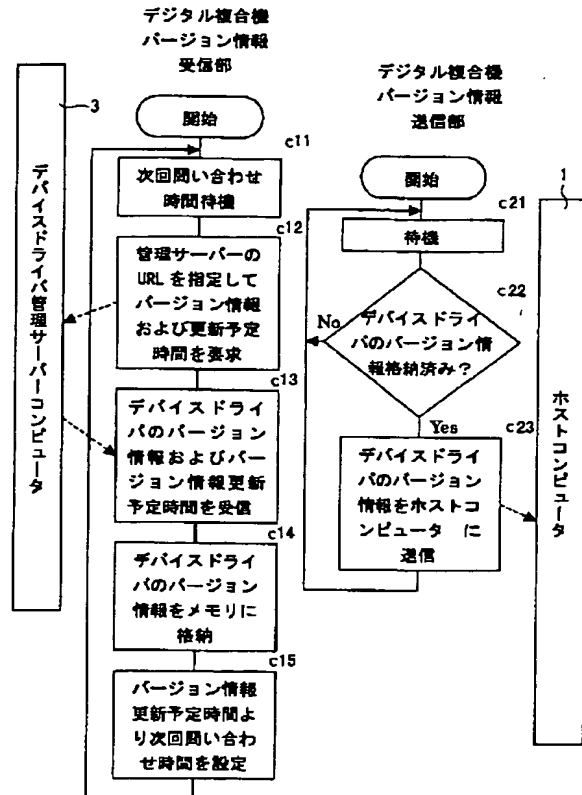 デジタル複合機
バージョン情報
受信部
3
デバイスドライバ管理サーバーコンピュータ
開始
c11
次回問い合わせ
時間待機
c12
管理サーバーの
URLを指定して
バージョン情報
および更新予定
時間を要求
c13
デバイスドライ
バのバージョン
情報およびバー
ジョン情報更新
予定時間を受信
c14
デバイスドライ
バのバージョン
情報をメモリに
格納
c15
バージョン情報
更新予定時間よ
り次回問い合わ
せ時間を設定
デジタル複合機
バージョン情報
送信部
開始
c21
待機
c22
No
デバイスドライ
バのバージョン情
報格納済み?
Yes
c23
デバイスドライ
バのバージョン
情報をホストコ
ンピュータ に
送信
1
ホストコンピュータ